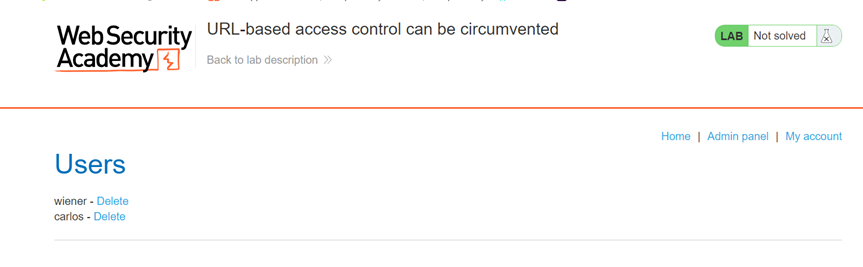 Web Security
Academy
URL-based access control can be circumvented
Back to lab description
LAB Not solved
Home | Admin panel | My account
Users
wiener - Delete
carlos - Delete